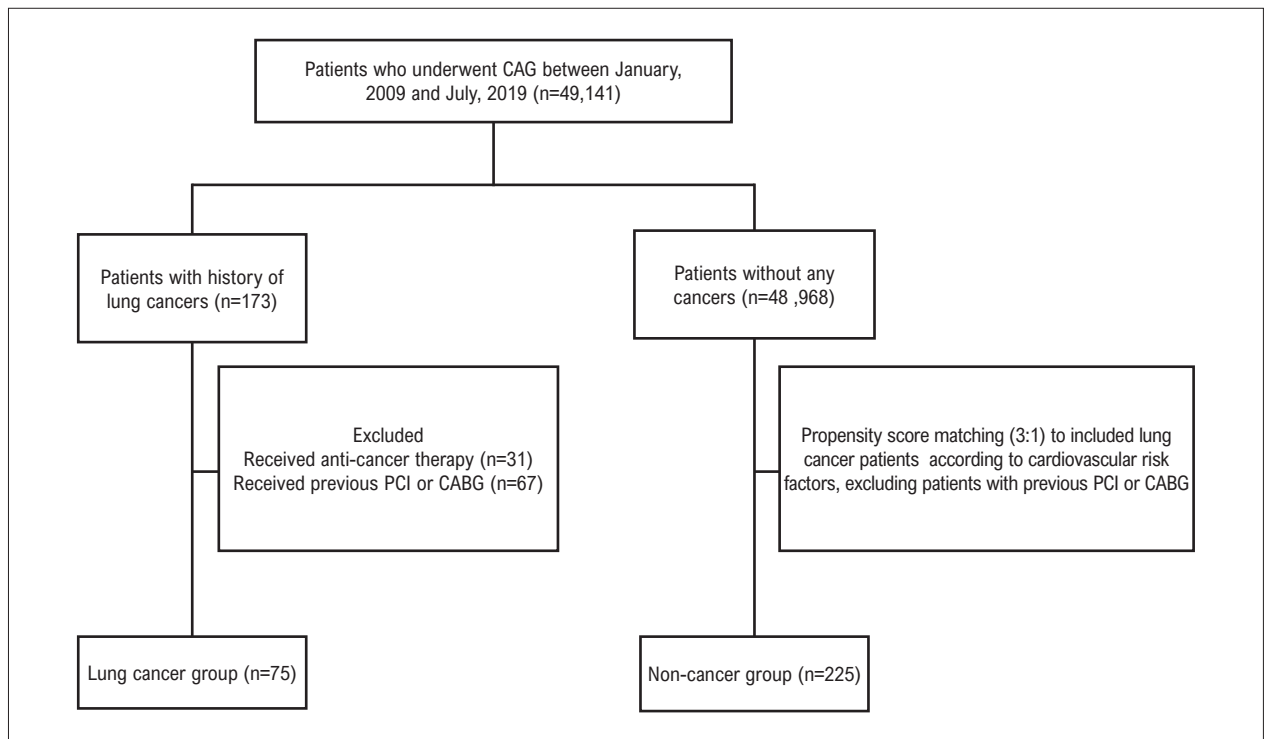 Patients who underwent CAG between January,
2009 and July, 2019 (n=49,141)
Patients with history of
lung cancers (n=173)
Patients without any
cancers (n=48 ,968)
Excluded
Received anti-cancer therapy (n=31)
Received previous PCI or CABG (n=67)
Propensity score matching (3:1) to included lung
cancer patients according to cardiovascular risk
factors, excluding patients with previous PCI or CABG
Lung cancer group (n=75)
Non-cancer group (n=225)